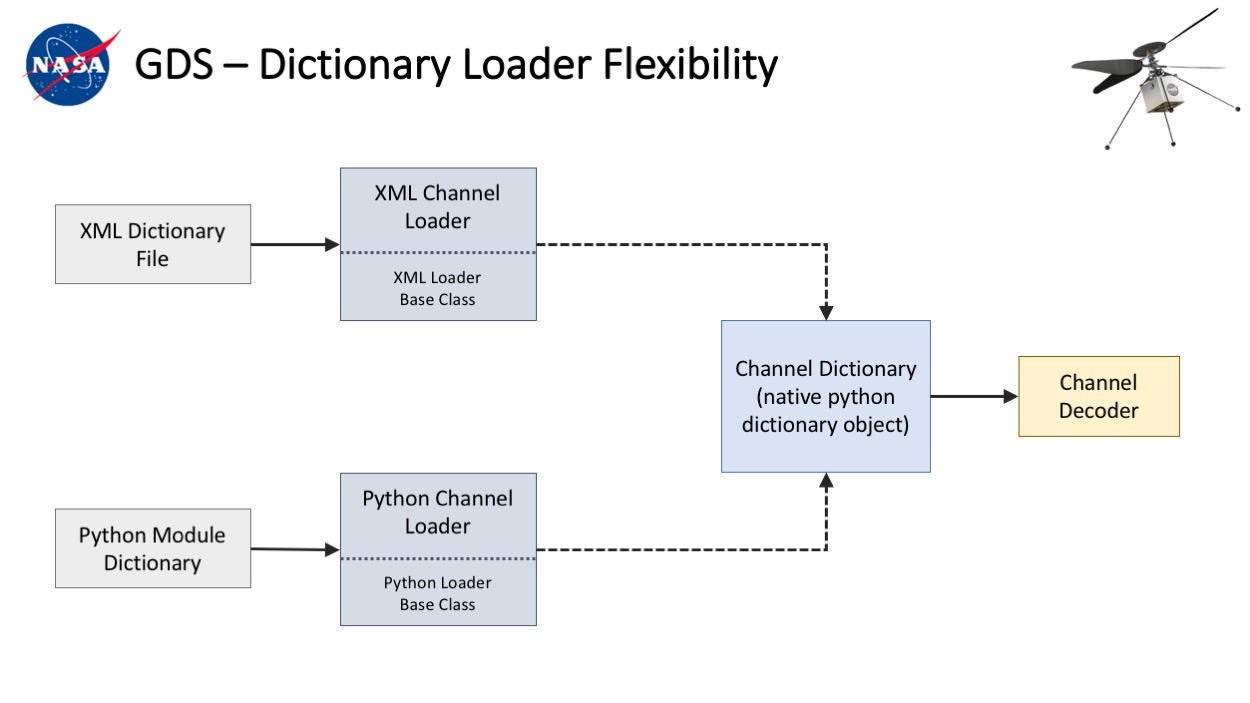 NASA
GDS – Dictionary Loader Flexibility
XML Dictionary
File
XML Channel
Loader
XML Loader
Base Class
Channel Dictionary
(native python
dictionary object)
Channel
Decoder
Python Module
Dictionary
Python Channel
Loader
Python Loader
Base Class